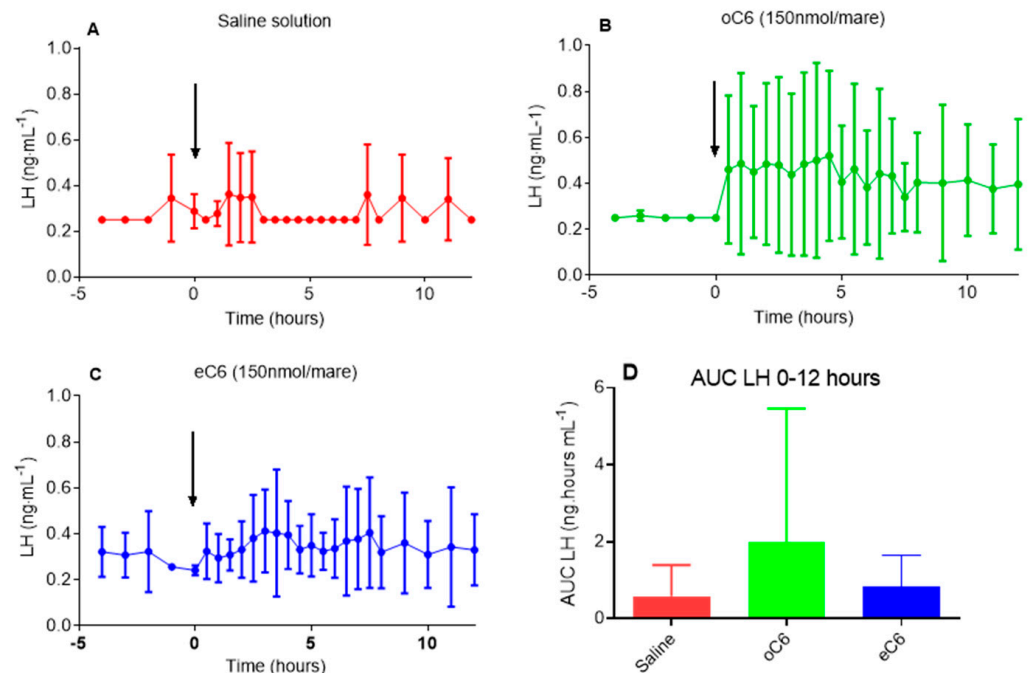 A
Saline solution
LH (ng·mL⁻¹)
1.0
0.8
0.6
0.4
0.2
0.0
-5
0
5
10
Time (hours)
B
oC6 (150nmol/mare)
LH (ng·mL-1)
1.0
0.8
0.6
0.4
0.2
0.0
-5
0
5
10
Time (hours)
C
eC6 (150nmol/mare)
LH (ng·mL⁻¹)
1.0
0.8
0.6
0.4
0.2
0.0
-5
0
5
10
Time (hours)
D
AUC LH 0-12 hours
AUC LH (ng.hours mL⁻¹)
6
4
2
0
Saline
oC6
eC6